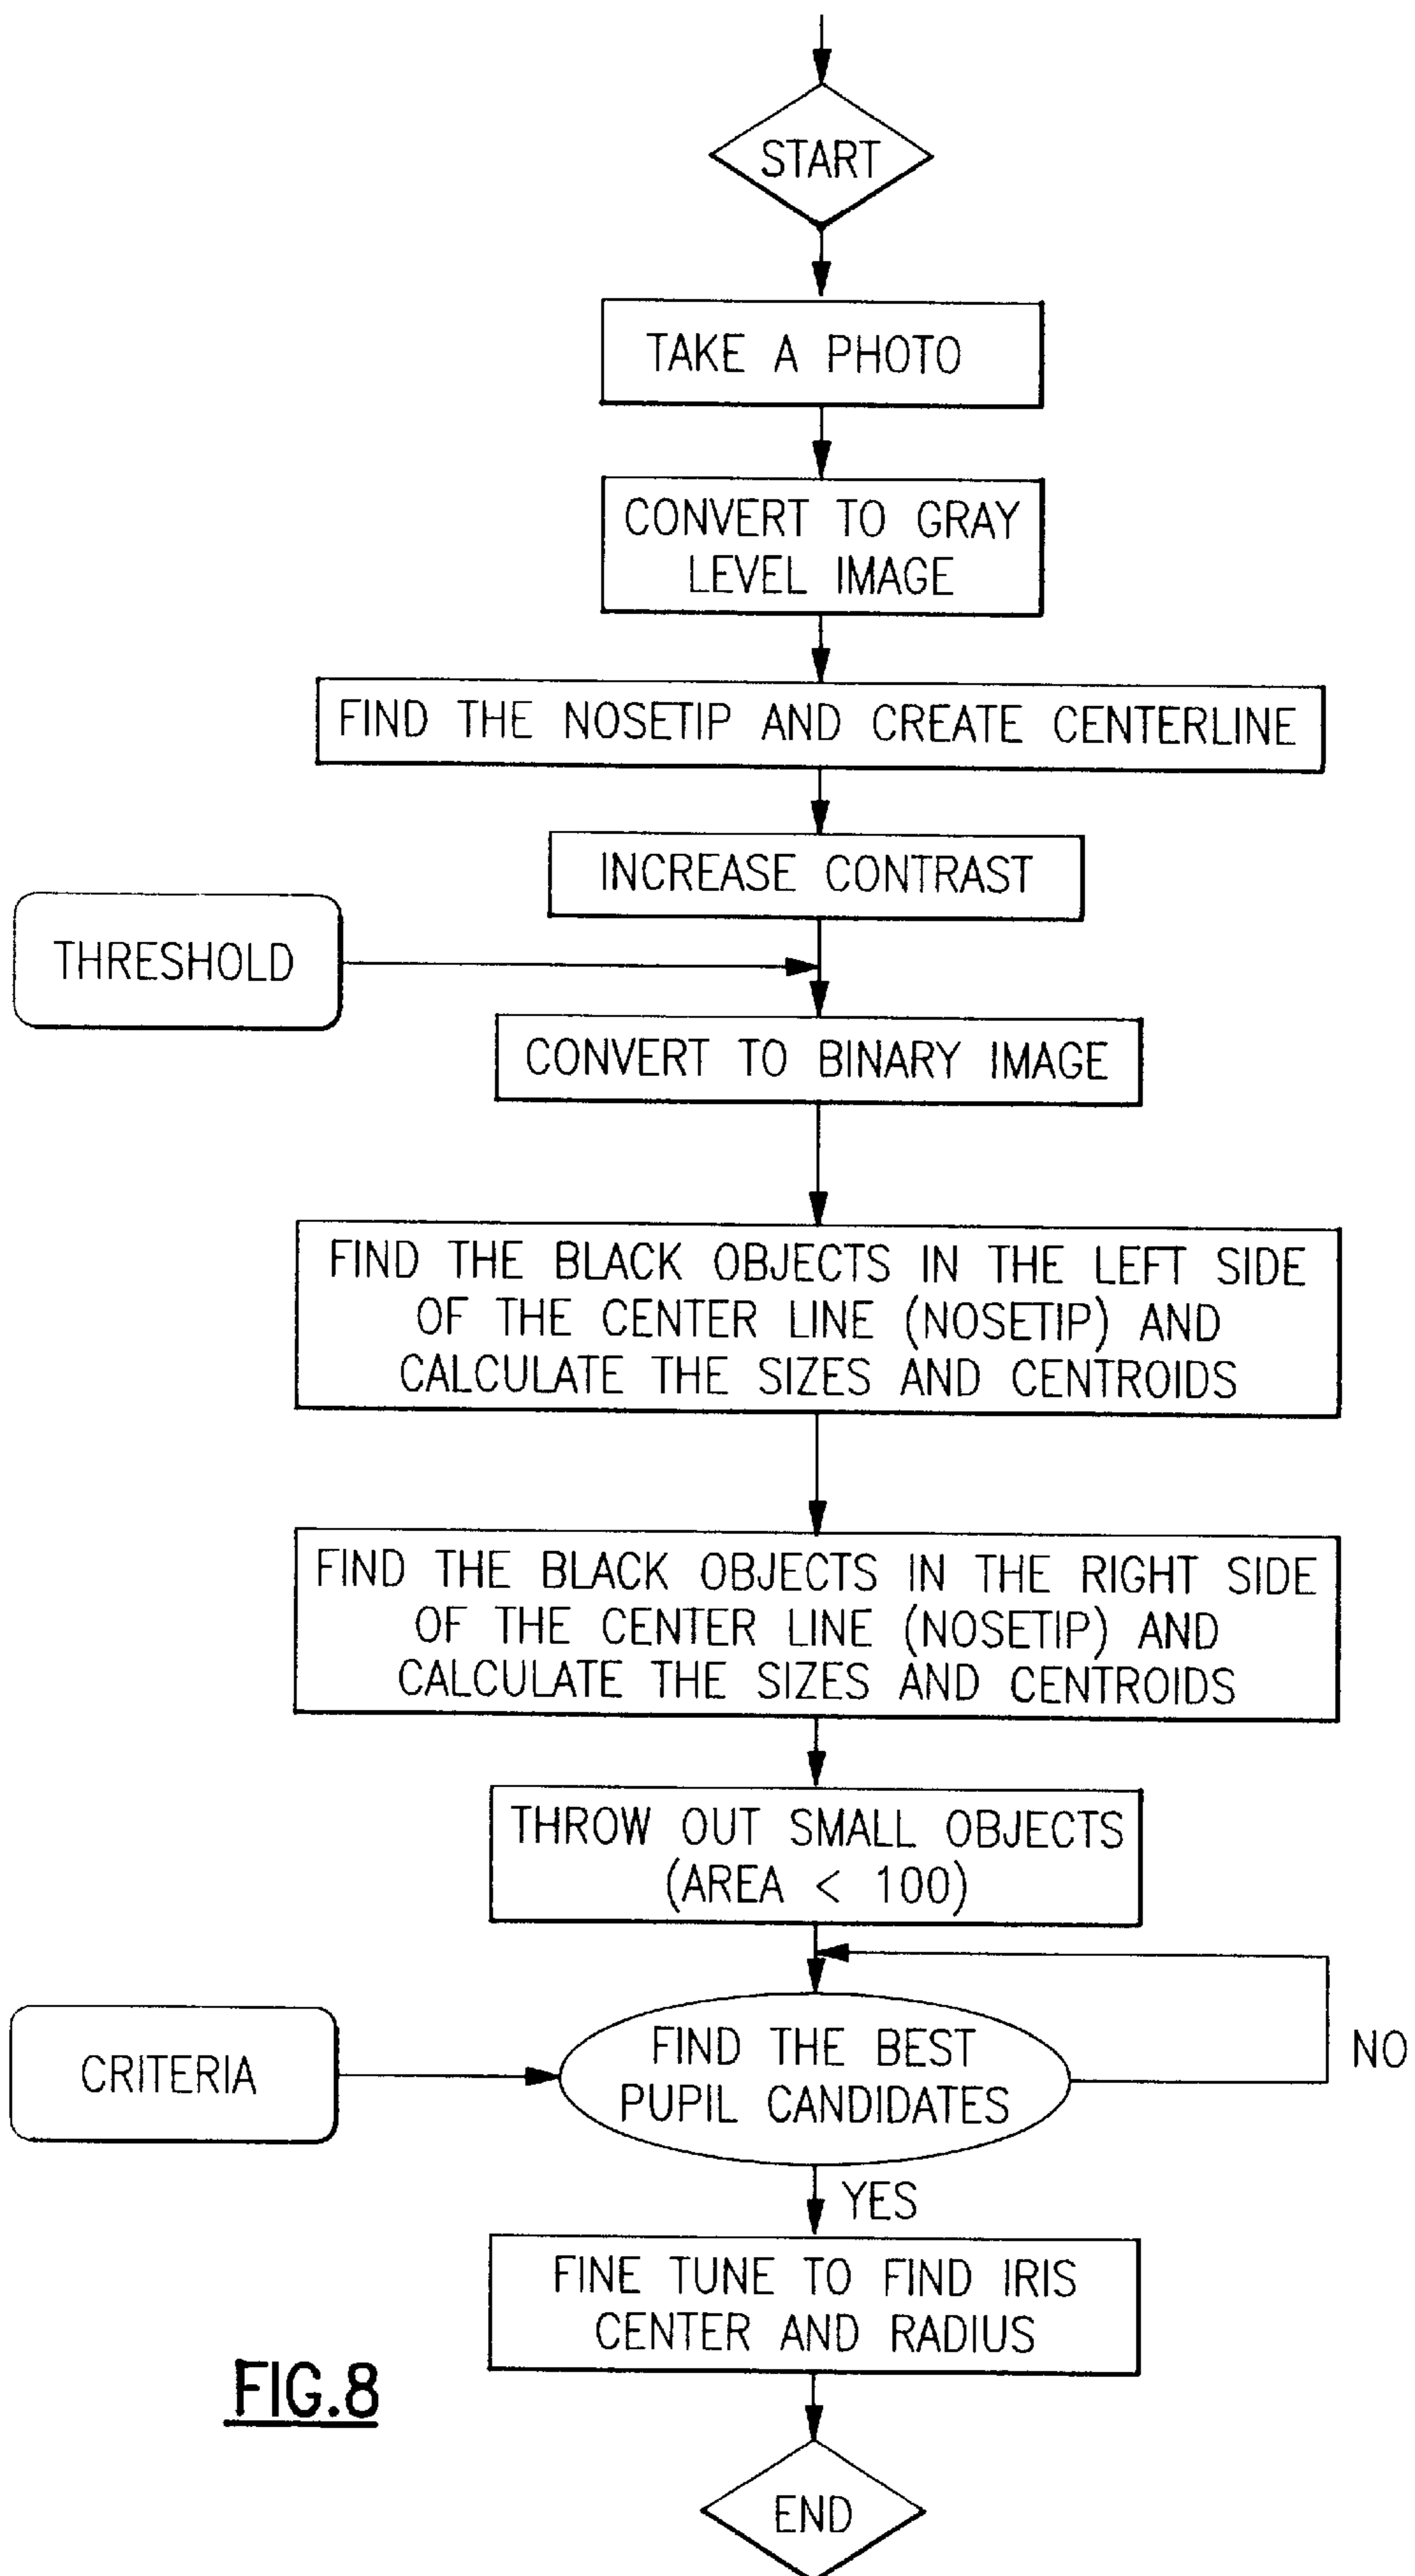 START
TAKE A PHOTO
CONVERT TO GRAY
LEVEL IMAGE
FIND THE NOSETIP AND CREATE CENTERLINE
INCREASE CONTRAST
THRESHOLD
CONVERT TO BINARY IMAGE
FIND THE BLACK OBJECTS IN THE LEFT SIDE
OF THE CENTER LINE (NOSETIP) AND
CALCULATE THE SIZES AND CENTROIDS
FIND THE BLACK OBJECTS IN THE RIGHT SIDE
OF THE CENTER LINE (NOSETIP) AND
CALCULATE THE SIZES AND CENTROIDS
THROW OUT SMALL OBJECTS
(AREA < 100)
CRITERIA
FIND THE BEST
PUPIL CANDIDATES
NO
YES
FINE TUNE TO FIND IRIS
CENTER AND RADIUS
FIG.8
END